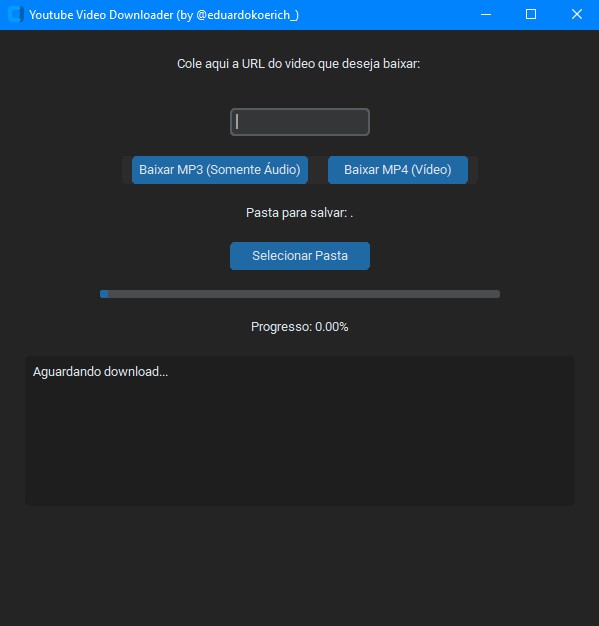 Youtube Video Downloader (by @eduardokoerich_)
Cole aqui a URL do video que deseja baixar:
Baixar MP3 (Somente Áudio) Baixar MP4 (Vídeo)
Pasta para salvar: .
Selecionar Pasta
Progresso: 0.00%
Aguardando download...